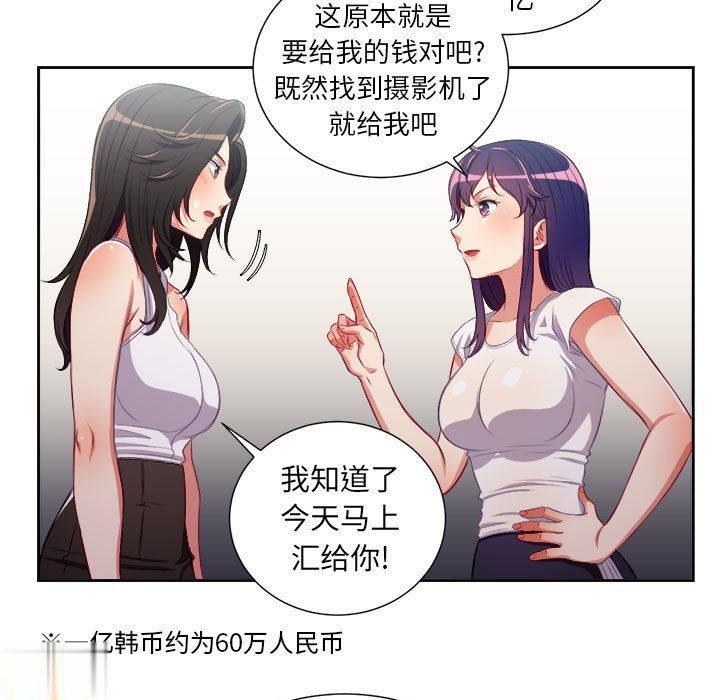 亿
这原本就是
要给我的钱对吧?
既然找到摄影机了
就给我吧
我知道了
今天马上
汇给你!
※一亿韩币约为60万人民币